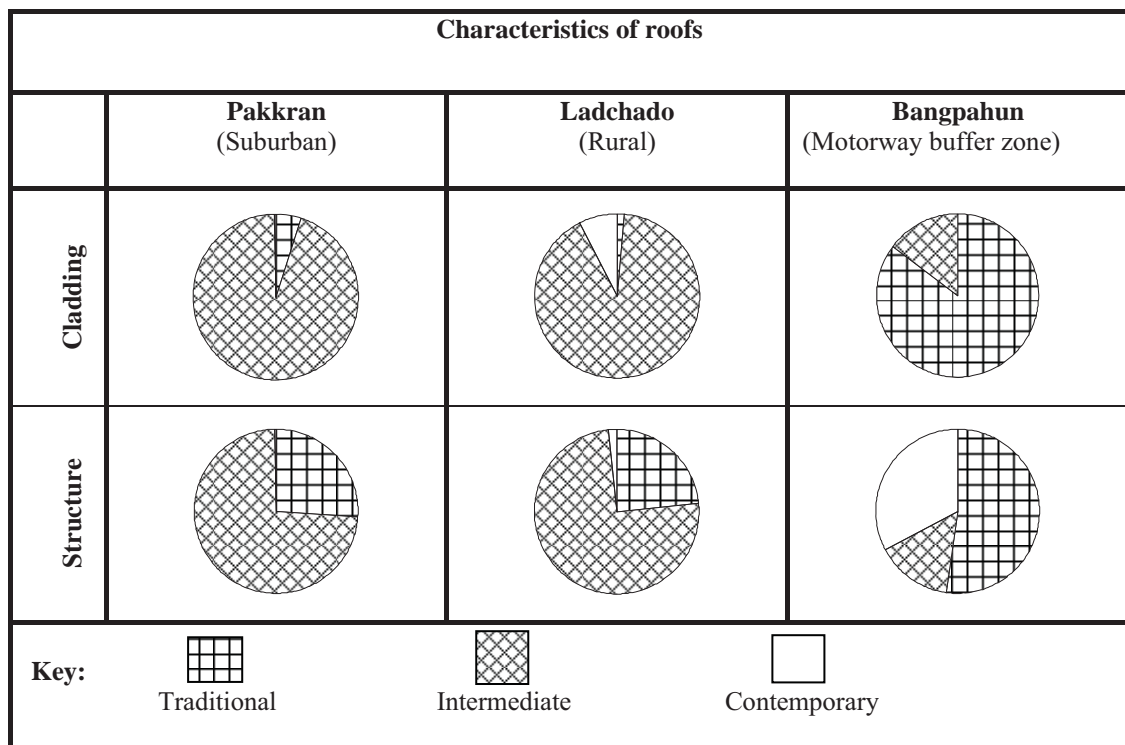 Characteristics of roofs
Pakkran
(Suburban)
Ladchado
(Rural)
Bangpahun
(Motorway buffer zone)
Cladding
Structure
Key:
Traditional
Intermediate
Contemporary